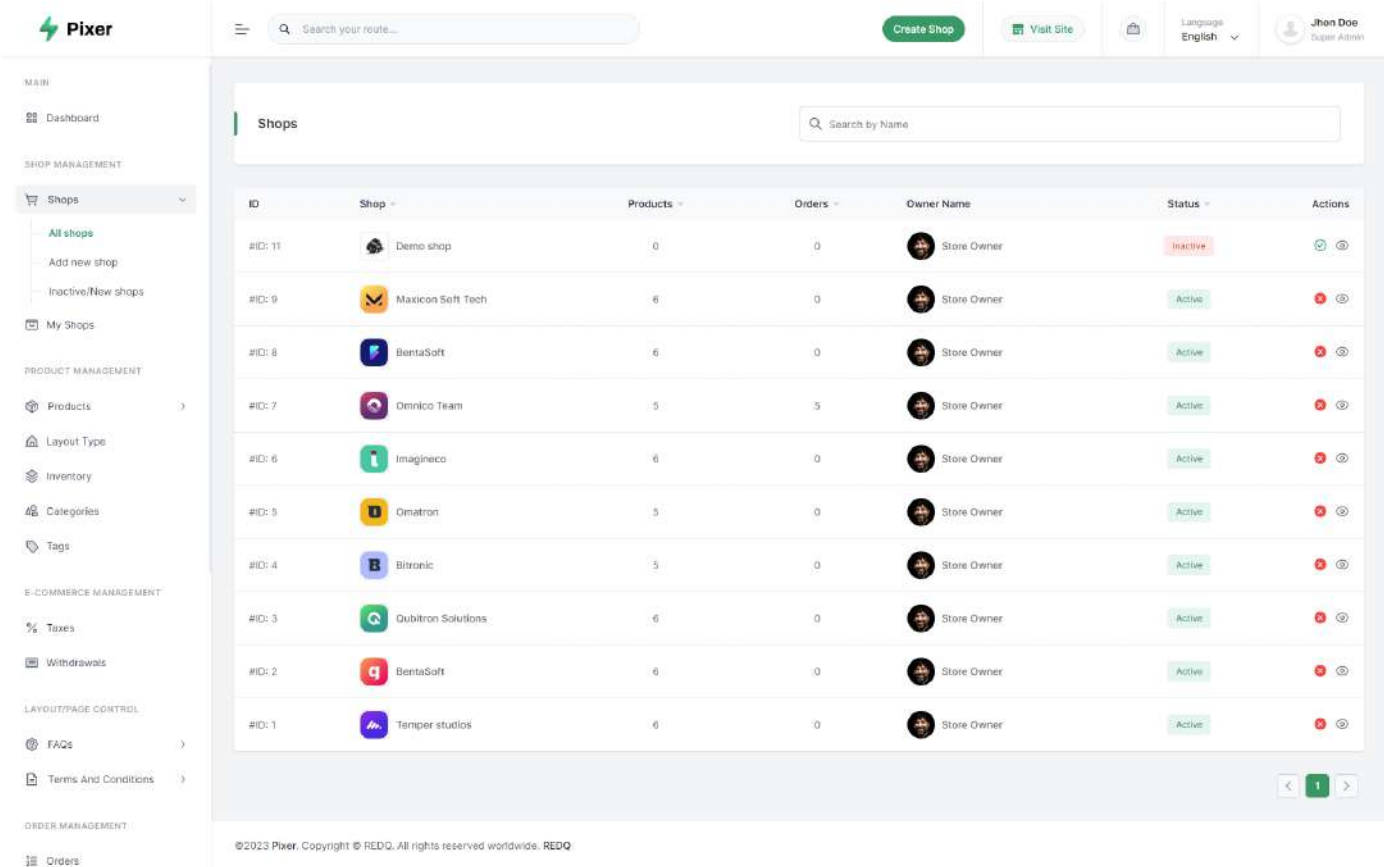 Pixer
Search your route...
Create Shop
Visit Site
Language
English
Jhon Doe
Super Admin
MAIN
Dashboard
SHOP MANAGEMENT
Shops
All shops
Add new shop
Inactive/New shops
My Shops
PRODUCT MANAGEMENT
Products
Layout Type
Inventory
Categories
Tags
E-COMMERCE MANAGEMENT
Taxes
Withdrawals
LAYOUT/PAGE CONTROL
FAQs
Terms And Conditions
ORDER MANAGEMENT
Orders
Shops
Search by Name
ID Shop Products Orders Owner Name Status Actions
#ID: 11 Demo shop 0 0 Store Owner Inactive
#ID: 9 Maxicon Soft Tech 6 0 Store Owner Active
#ID: 8 BentaSoft 6 0 Store Owner Active
#ID: 7 Omnico Team 5 5 Store Owner Active
#ID: 6 Imagineco 6 0 Store Owner Active
#ID: 5 Omatron 5 0 Store Owner Active
#ID: 4 Bitronic 5 0 Store Owner Active
#ID: 3 Qubitron Solutions 6 0 Store Owner Active
#ID: 2 BentaSoft 6 0 Store Owner Active
#ID: 1 Temper studios 6 0 Store Owner Active
1
©2023 Pixer. Copyright © REDQ. All rights reserved worldwide. REDQ